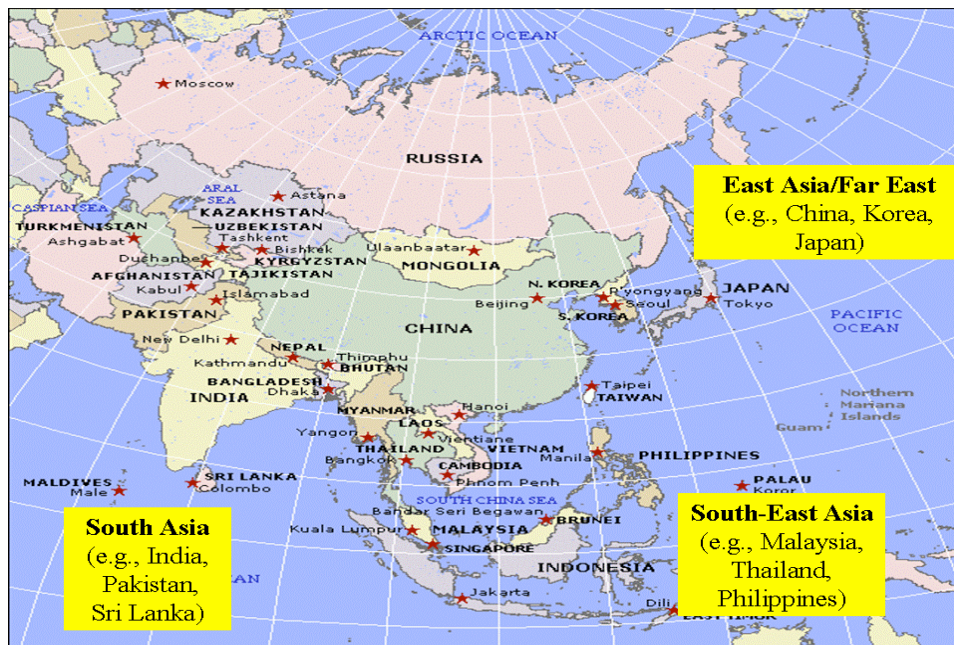 ARCTIC OCEAN
Moscow
RUSSIA
East Asia/Far East
(e.g., China, Korea,
Japan)
ARAL
SEA
Astana
CASPIAN SEA
KAZAKHSTAN
TURKMENISTAN
UZBEKISTAN
Ashgabat
Tashkent
Bishkek
Ulaanbaatar
Dushanbe
KYRGYZSTAN
MONGOLIA
AFGHANISTAN
TAJIKISTAN
Kabul
Islamabad
N. KOREA
P'yongyang
JAPAN
Beijing
Seoul
Tokyo
PAKISTAN
S. KOREA
PACIFIC
OCEAN
CHINA
New Delhi
NEPAL
Kathmandu
Thimphu
BHUTAN
BANGLADESH
Dhaka
INDIA
Taipei
TAIWAN
Northern
Mariana
Islands
Guam
MYANMAR
Hanoi
LAOS
Yangon
Vientiane
THAILAND
VIETNAM
Bangkok
Manila
PHILIPPINES
CAMBODIA
Phnom Penh
MALDIVES
Male
SRI LANKA
Colombo
PALAU
Koror
SOUTH CHINA SEA
Bandar Seri Begawan
BRUNEI
South Asia
(e.g., India,
Pakistan,
Sri Lanka)
Kuala Lumpur
MALAYSIA
SINGAPORE
South-East Asia
(e.g., Malaysia,
Thailand,
Philippines)
INDONESIA
Jakarta
Dili
EAST TIMOR